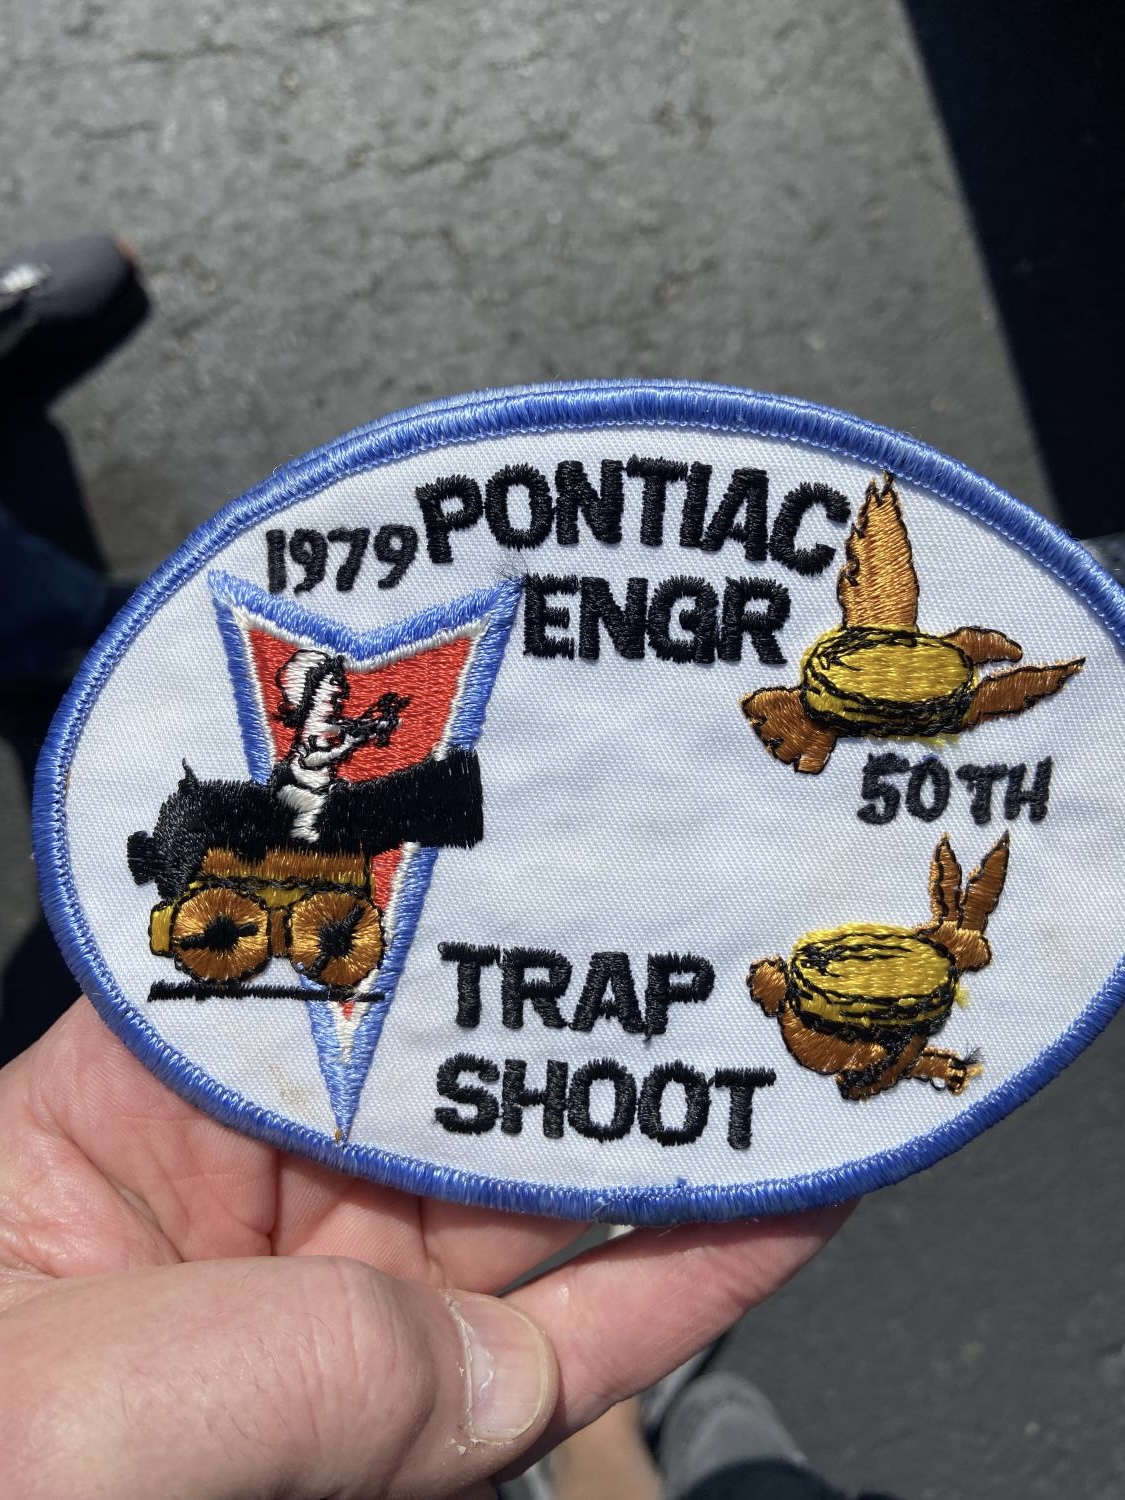 1979 PONTIAC
ENGR
50TH
TRAP
SHOOT